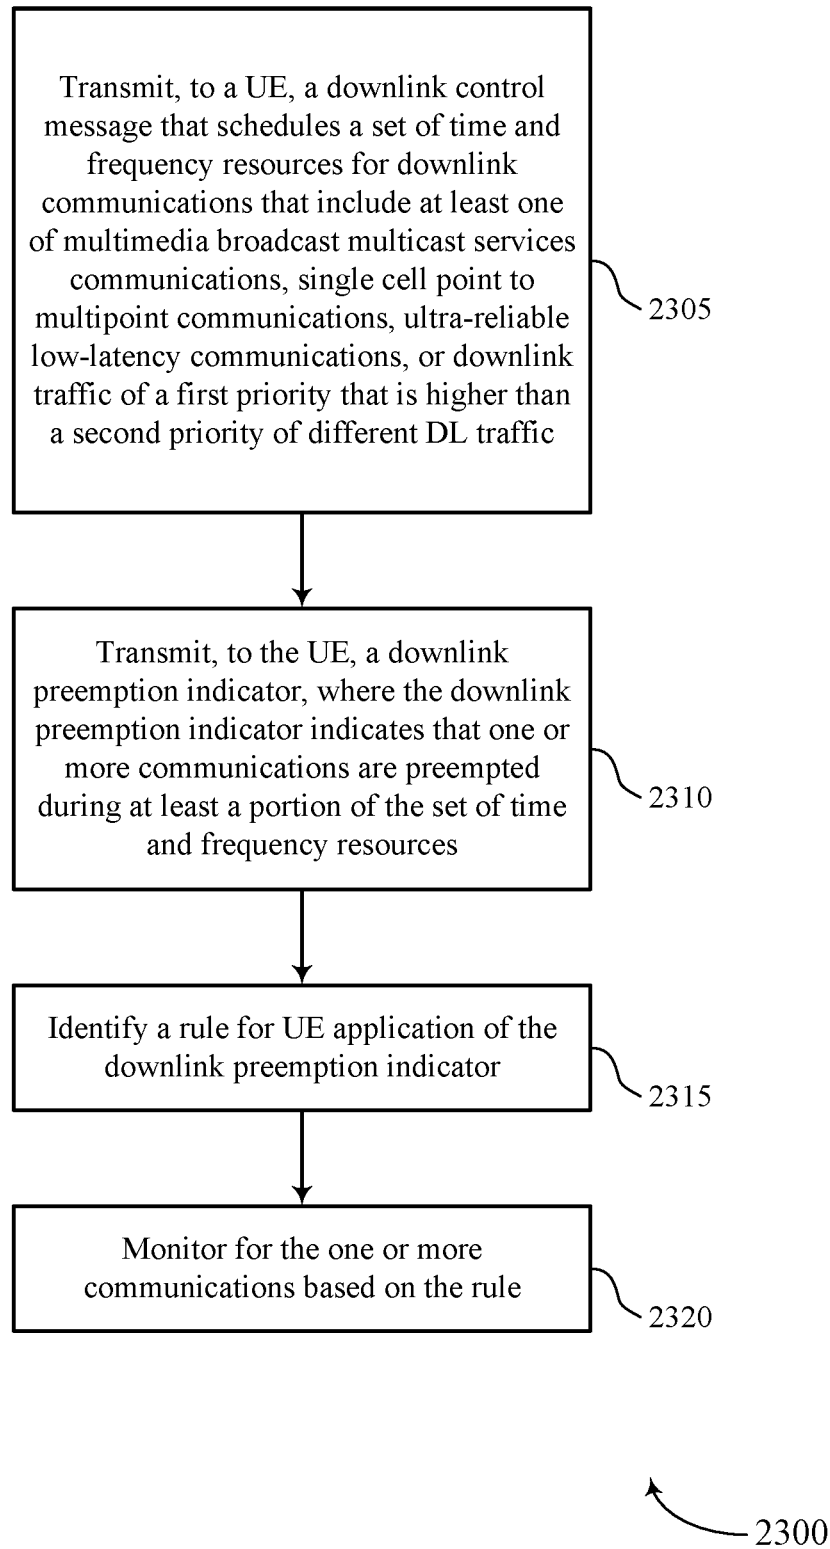 Transmit, to a UE, a downlink control
message that schedules a set of time and
frequency resources for downlink
communications that include at least one
of multimedia broadcast multicast services
communications, single cell point to
multipoint communications, ultra-reliable
low-latency communications, or downlink
traffic of a first priority that is higher than
a second priority of different DL traffic
2305
Transmit, to the UE, a downlink
preemption indicator, where the downlink
preemption indicator indicates that one or
more communications are preempted
during at least a portion of the set of time
and frequency resources
2310
Identify a rule for UE application of the
downlink preemption indicator
2315
Monitor for the one or more
communications based on the rule
2320
2300